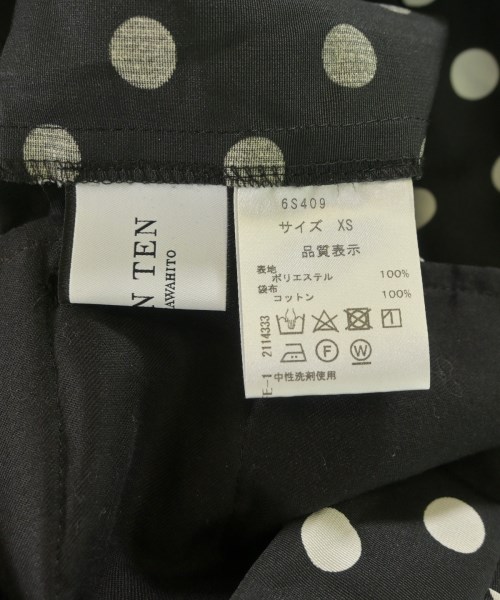 N TEN
AWAHITO
6S409
サイズ XS
品質表示
表地
ポリエステル 100%
袋布
コットン 100%
2114333
F W
E-1
中性洗剤使用